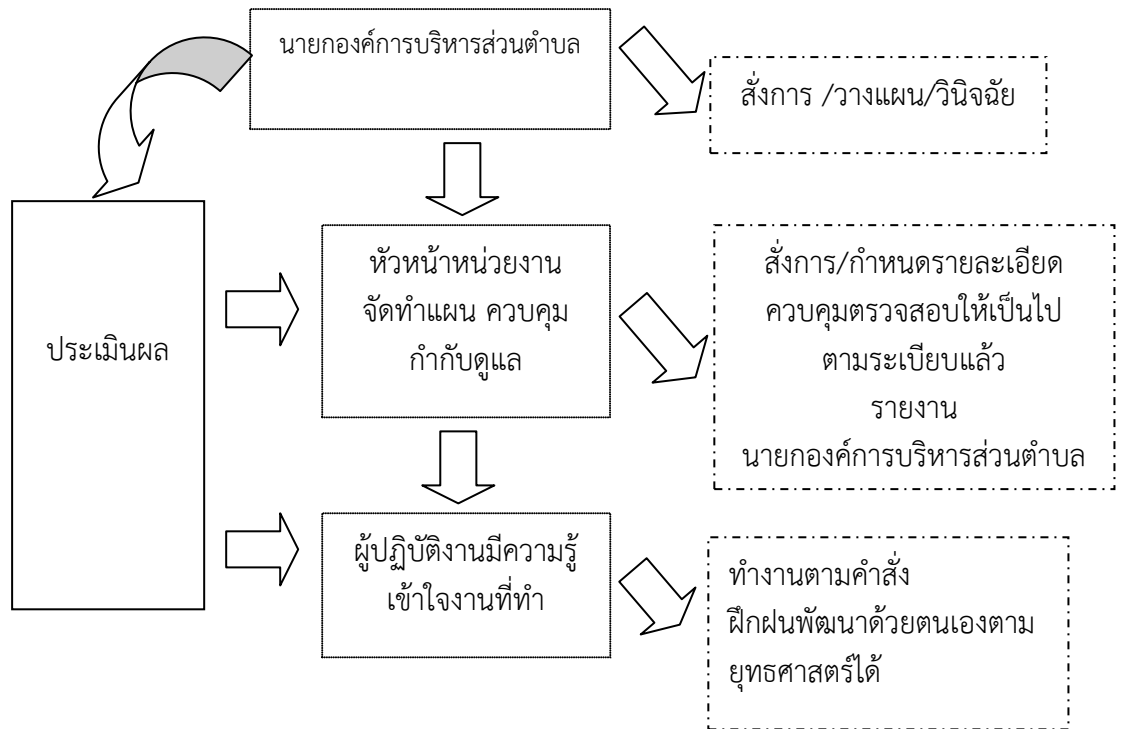 นายกองค์การบริหารส่วนตำบล
สั่งการ /วางแผน/วินิจฉัย
ประเมินผล
หัวหน้าหน่วยงาน
จัดทำแผน ควบคุม
กำกับดูแล
สั่งการ/กำหนดรายละเอียด
ควบคุมตรวจสอบให้เป็นไป
ตามระเบียบแล้ว
รายงาน
นายกองค์การบริหารส่วนตำบล
ผู้ปฏิบัติงานมีความรู้
เข้าใจงานที่ทำ
ทำงานตามคำสั่ง
ฝึกฝนพัฒนาด้วยตนเองตาม
ยุทธศาสตร์ได้